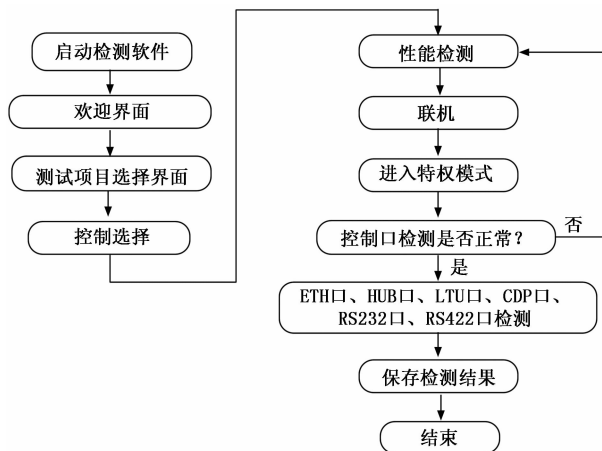 启动检测软件
欢迎界面
测试项目选择界面
控制选择
性能检测
联机
进入特权模式
控制口检测是否正常?
否
是
ETH口、HUB口、LTU口、CDP口、
RS232口、RS422口检测
保存检测结果
结束